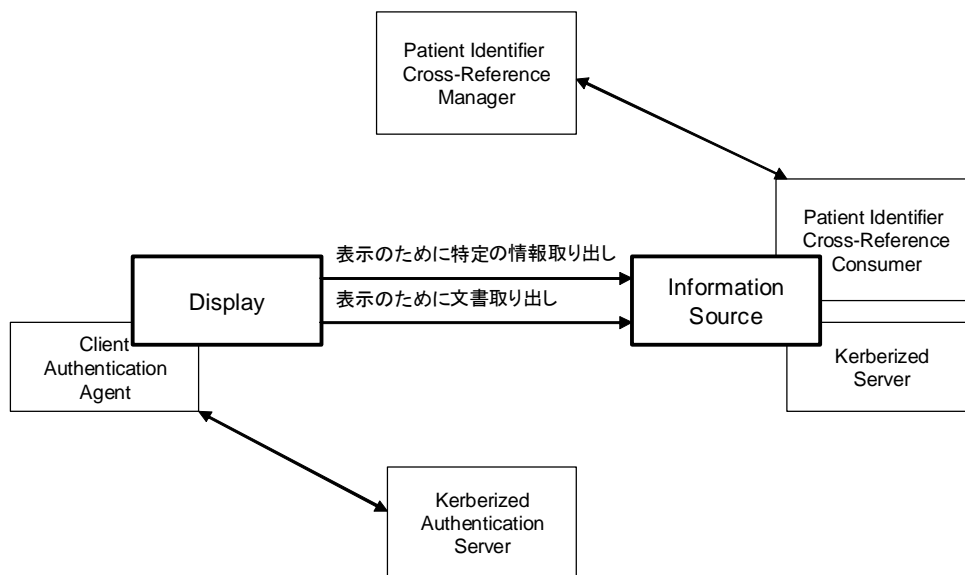 Patient Identifier
Cross-Reference
Manager
Patient Identifier
Cross-Reference
Consumer
表示のために特定の情報取り出し
Display
Information
Source
表示のために文書取り出し
Client
Authentication
Agent
Kerberized
Server
Kerberized
Authentication
Server